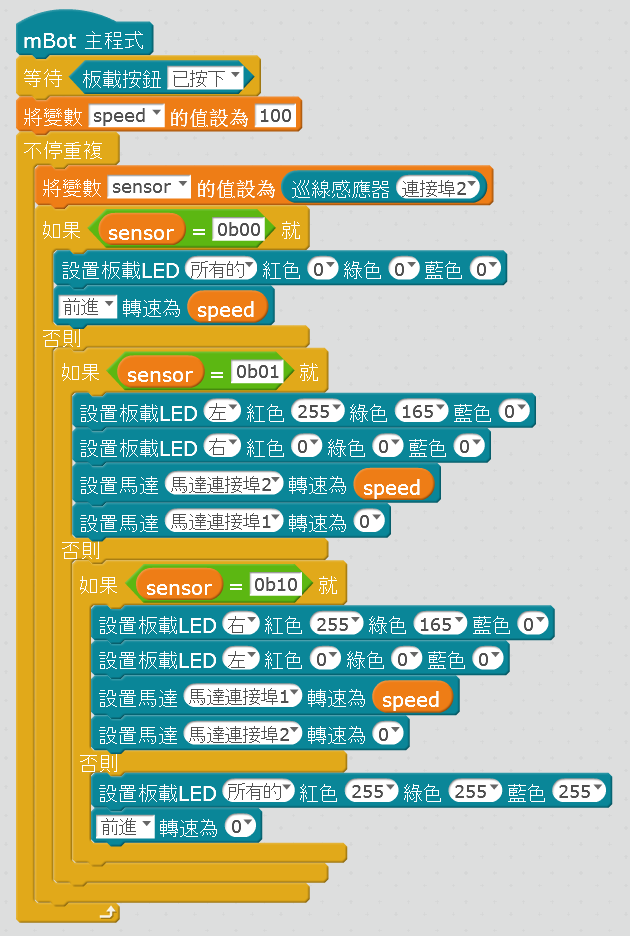 mBot 主程式
等待 板載按鈕 已按下
將變數 speed 的值設為 100
不停重複
將變數 sensor 的值設為 巡線感應器 連接埠2
如果 sensor = 0b00 就
設置板載LED 所有的 紅色 0 綠色 0 藍色 0
前進 轉速為 speed
否則
如果 sensor = 0b01 就
設置板載LED 左 紅色 255 綠色 165 藍色 0
設置板載LED 右 紅色 0 綠色 0 藍色 0
設置馬達 馬達連接埠2 轉速為 speed
設置馬達 馬達連接埠1 轉速為 0
否則
如果 sensor = 0b10 就
設置板載LED 右 紅色 255 綠色 165 藍色 0
設置板載LED 左 紅色 0 綠色 0 藍色 0
設置馬達 馬達連接埠1 轉速為 speed
設置馬達 馬達連接埠2 轉速為 0
否則
設置板載LED 所有的 紅色 255 綠色 255 藍色 255
前進 轉速為 0